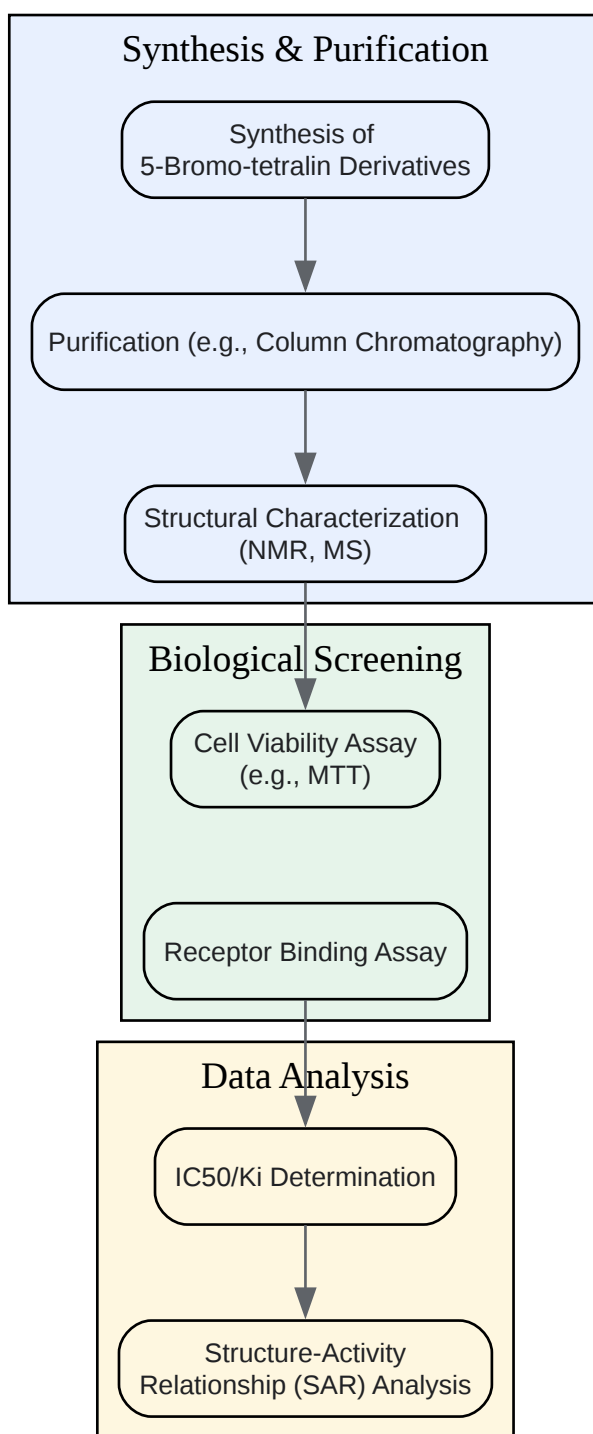 Synthesis & Purification
Synthesis of
5-Bromo-tetralin Derivatives
Purification (e.g., Column Chromatography)
Structural Characterization
(NMR, MS)
Biological Screening
Cell Viability Assay
(e.g., MTT)
Receptor Binding Assay
Data Analysis
IC50/Ki Determination
Structure-Activity
Relationship (SAR) Analysis